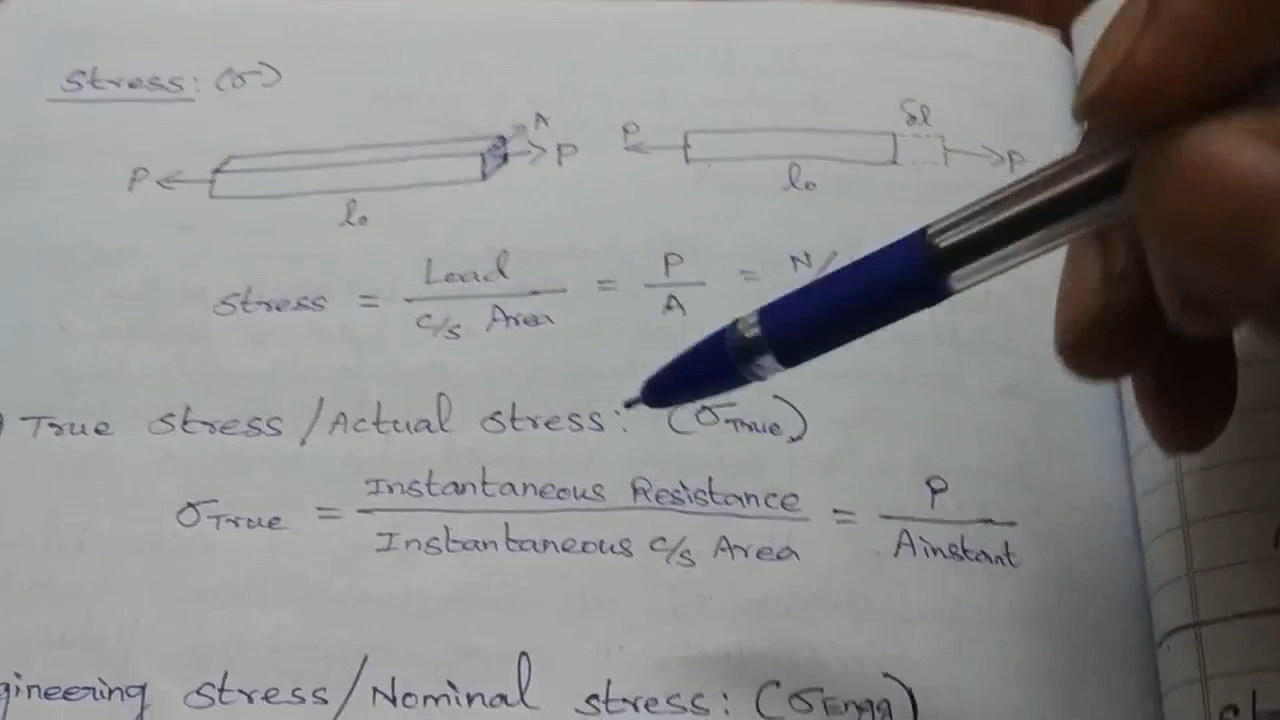 Stress: (σ)
A
P
P
l₀
δl
P
P
l₀
Stress = Load / c/s Area = P / A = N/
True stress /Actual stress: (σTrue)
σTrue = Instantaneous Resistance / Instantaneous c/s Area = P / Ainstant
gineering stress/Nominal stress: (σEngg)